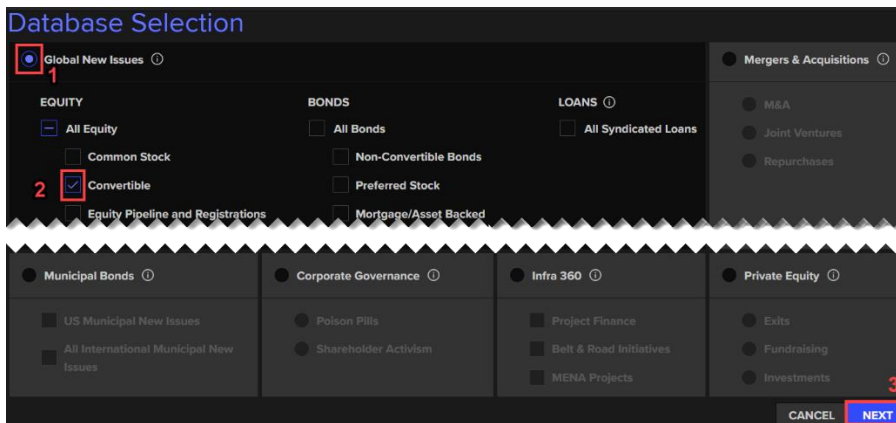 Database Selection
Global New Issues
1
Mergers & Acquisitions
EQUITY
BONDS
LOANS
M&A
All Equity
All Bonds
All Syndicated Loans
Joint Ventures
Common Stock
Non-Convertible Bonds
Repurchases
2
Convertible
Preferred Stock
Equity Pipeline and Registrations
Mortgage/Asset Backed
Municipal Bonds
Corporate Governance
Infra 360
Private Equity
US Municipal New Issues
Poison Pills
Project Finance
Exits
All International Municipal New
Issues
Shareholder Activism
Belt & Road Initiatives
Fundraising
MENA Projects
Investments
3
CANCEL
NEXT